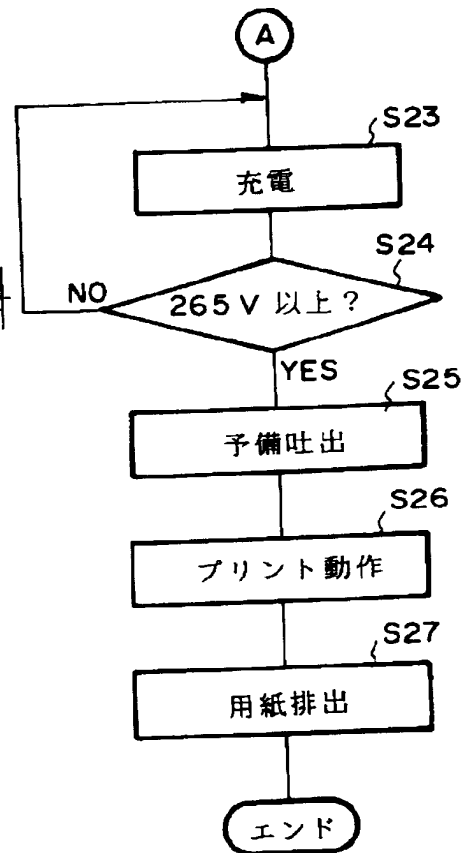 A
S23
充電
S24
NO
265V 以上?
YES
S25
予備吐出
S26
プリント動作
S27
用紙排出
エンド